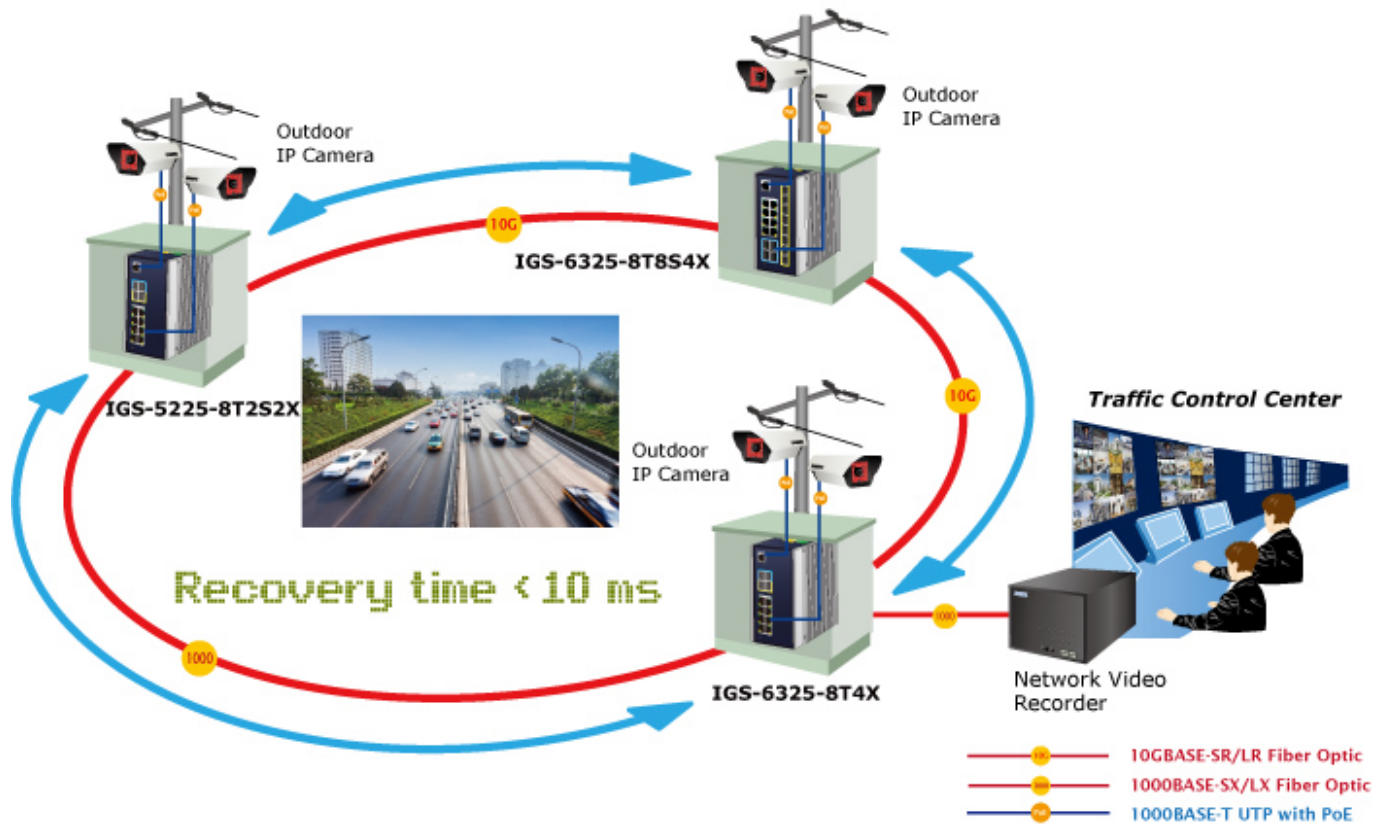 Outdoor
IP Camera
Outdoor
IP Camera
10G
IGS-6325-8T8S4X
IGS-5225-8T2S2X
10G
Traffic Control Center
Outdoor
IP Camera
Recovery time < 10 ms
1000
1000
IGS-6325-8T4X
Network Video
Recorder
10G
10GBASE-SR/LR Fiber Optic
1000BASE-SX/LX Fiber Optic
PoE
1000BASE-T UTP with PoE